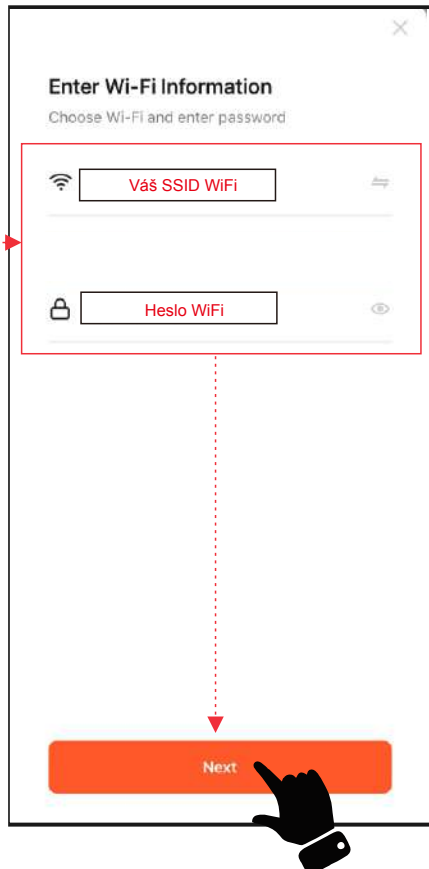 Enter Wi-Fi Information
Choose Wi-Fi and enter password
Váš SSID WiFi
Heslo WiFi
Next